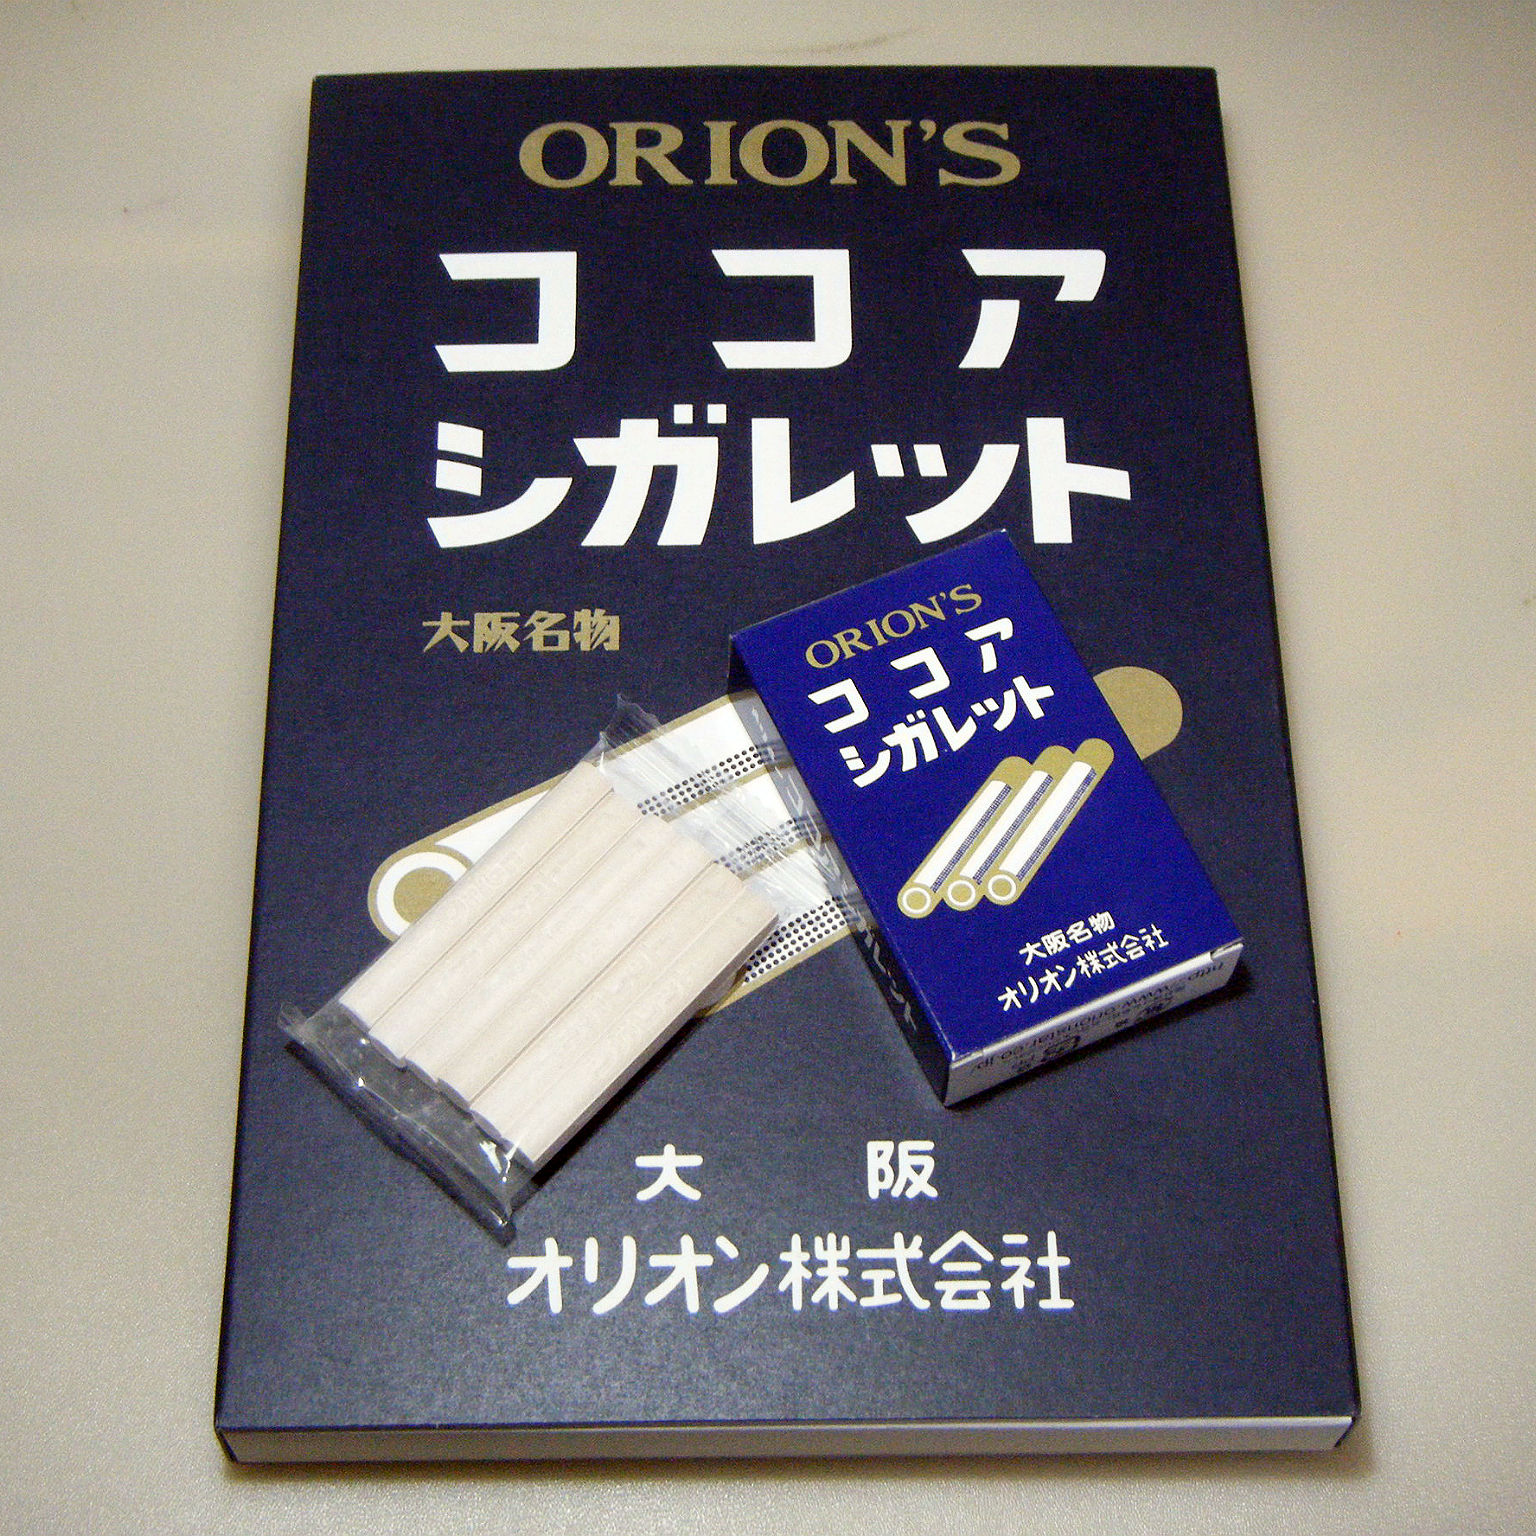 ORION'S
ココア
シガレット
大阪名物
ORION'S
ココア
シガレット
大阪名物
オリオン株式会社
大阪
オリオン株式会社